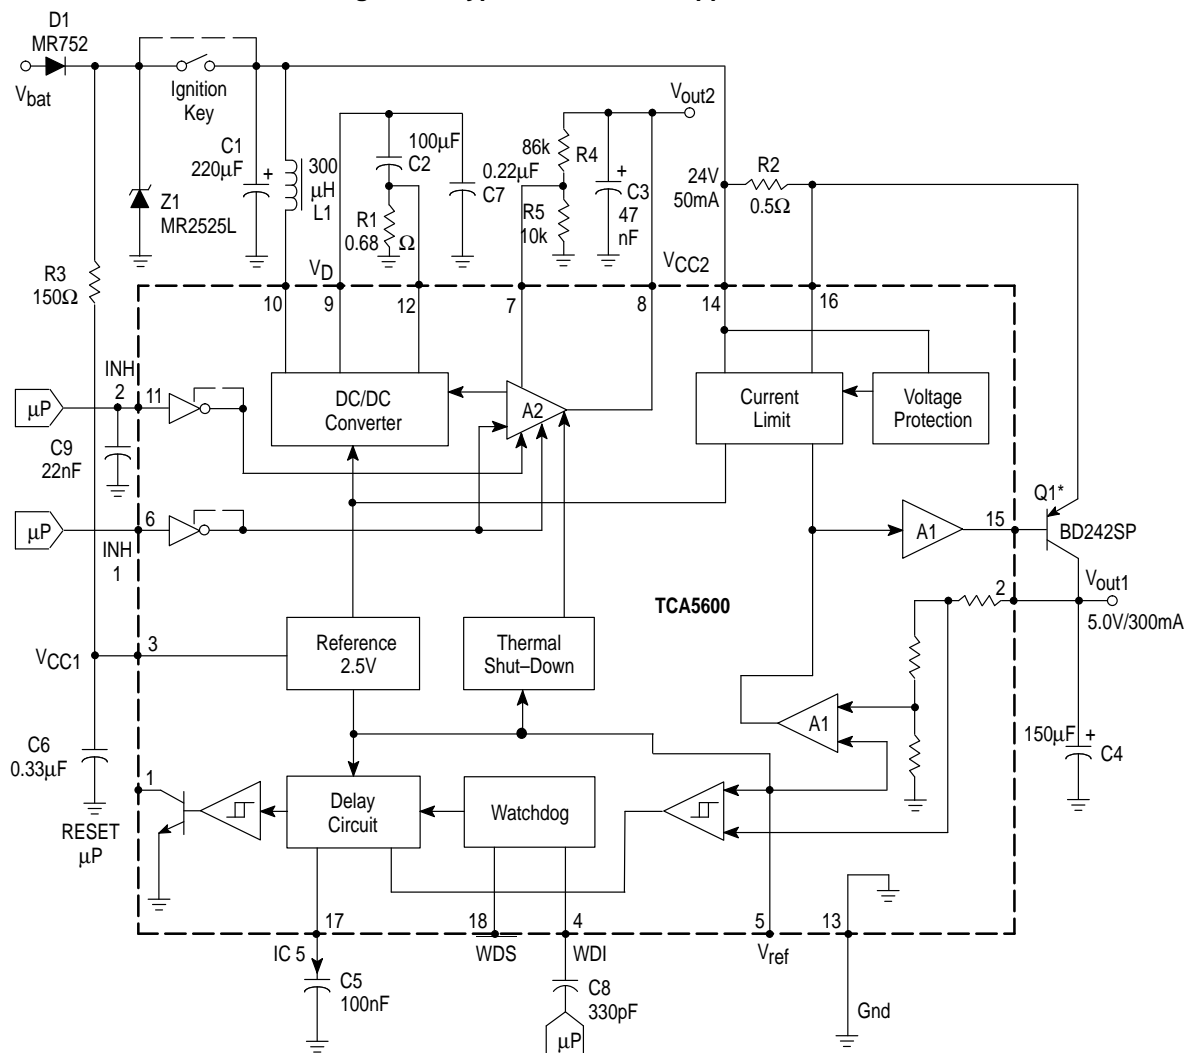 D1
MR752
Vbat
Ignition
Key
C1
220µF
+
Z1
MR2525L
300
µH
L1
100µF
C2
0.22µF
C7
R1
0.68 Ω
86k
R4
R5
10k
+
C3
47
nF
Vout2
24V
50mA
R2
0.5Ω
R3
150Ω
VD
VCC2
10
9
12
7
8
14
16
INH
2
11
µP
C9
22nF
DC/DC
Converter
A2
Current
Limit
Voltage
Protection
µP
6
INH
1
A1
15
Q1*
BD242SP
Vout1
2
5.0V/300mA
TCA5600
VCC1
3
Reference
2.5V
Thermal
Shut–Down
A1
150µF
+
C4
C6
0.33µF
1
RESET
µP
Delay
Circuit
Watchdog
17
18
4
5
13
IC 5
WDS
WDI
Vref
C5
100nF
C8
330pF
Gnd
µP